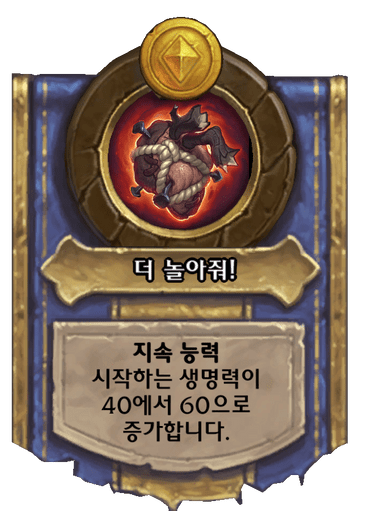 더 놀아줘!
지속 능력
시작하는 생명력이
40에서 60으로
증가합니다.